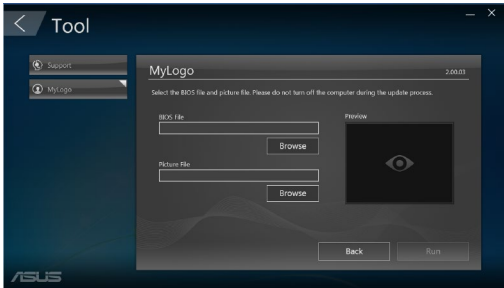 Tool
Support
MyLogo
MyLogo
2.00.03
Select the BIOS file and picture file. Please do not turn off the computer during the update process.
BIOS File
Browse
Preview
Picture File
Browse
Back
Run
ASUS